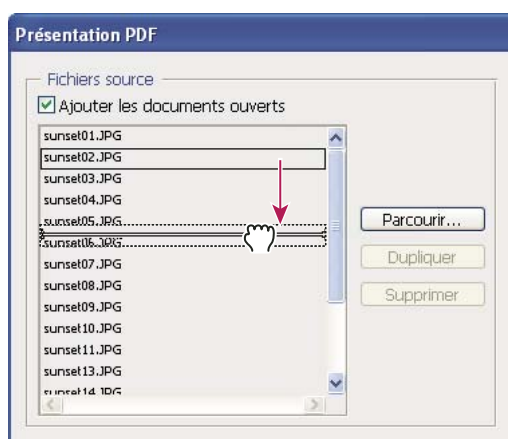 Présentation PDF
Fichiers source
Ajouter les documents ouverts
sunset01.JPG
sunset02.JPG
sunset03.JPG
sunset04.JPG
sunset05.JPG
sunset06.JPG
sunset07.JPG
sunset08.JPG
sunset09.JPG
sunset10.JPG
sunset11.JPG
sunset13.JPG
sunset14.JPG
Parcourir...
Dupliquer
Supprimer